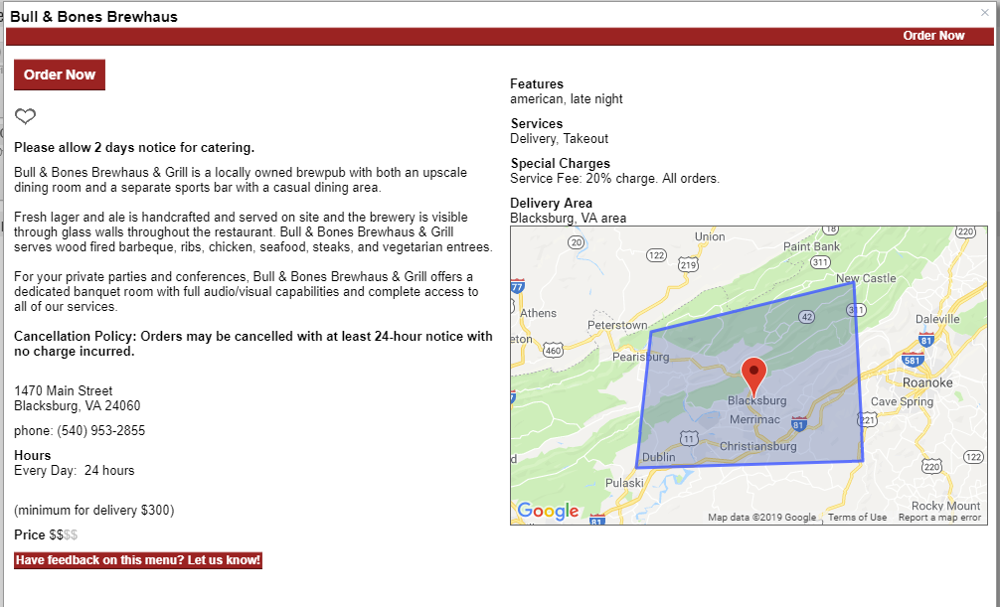 Bull & Bones Brewhaus
×
Order Now
Order Now
Please allow 2 days notice for catering.
Bull & Bones Brewhaus & Grill is a locally owned brewpub with both an upscale
dining room and a separate sports bar with a casual dining area.
Fresh lager and ale is handcrafted and served on site and the brewery is visible
through glass walls throughout the restaurant. Bull & Bones Brewhaus & Grill
serves wood fired barbeque, ribs, chicken, seafood, steaks, and vegetarian entrees.
For your private parties and conferences, Bull & Bones Brewhaus & Grill offers a
dedicated banquet room with full audio/visual capabilities and complete access to
all of our services.
Cancellation Policy: Orders may be cancelled with at least 24-hour notice with
no charge incurred.
1470 Main Street
Blacksburg, VA 24060
phone: (540) 953-2855
Hours
Every Day: 24 hours
(minimum for delivery $300)
Price $$$$
Have feedback on this menu? Let us know!
Features
american, late night
Services
Delivery, Takeout
Special Charges
Service Fee: 20% charge. All orders.
Delivery Area
Blacksburg, VA area
18
220
20
Union
Paint Bank
122
219
311
New Castle
77
Athens
42
311
Peterstown
Daleville
eton
460
81
Pearisburg
581
Roanoke
Blacksburg
Cave Spring
Merrimac
81
221
11
Christiansburg
d
Dublin
122
220
Pulaski
Rocky Mount
Google
81
Map data ©2019 Google
Terms of Use
Report a map error